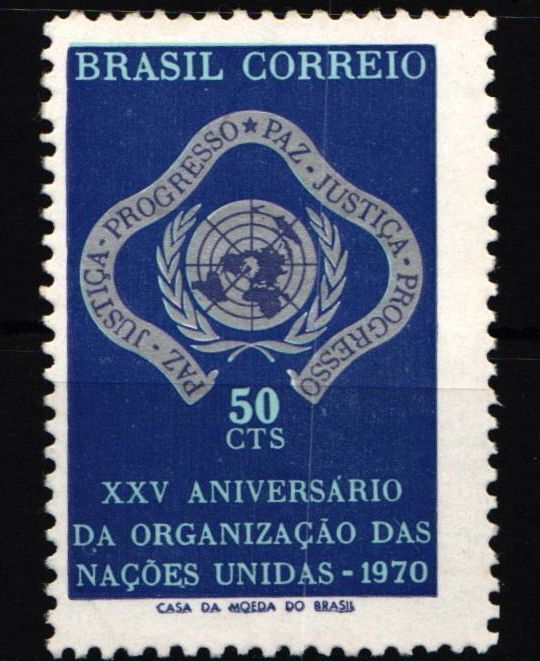 BRASIL CORREIO
PAZ · JUSTIÇA · PROGRESSO ★ PAZ · JUSTIÇA · PROGRESSO
50
CTS
XXV ANIVERSÁRIO
DA ORGANIZAÇÃO DAS
NAÇÕES UNIDAS - 1970
CASA DA MOEDA DO BRASIL